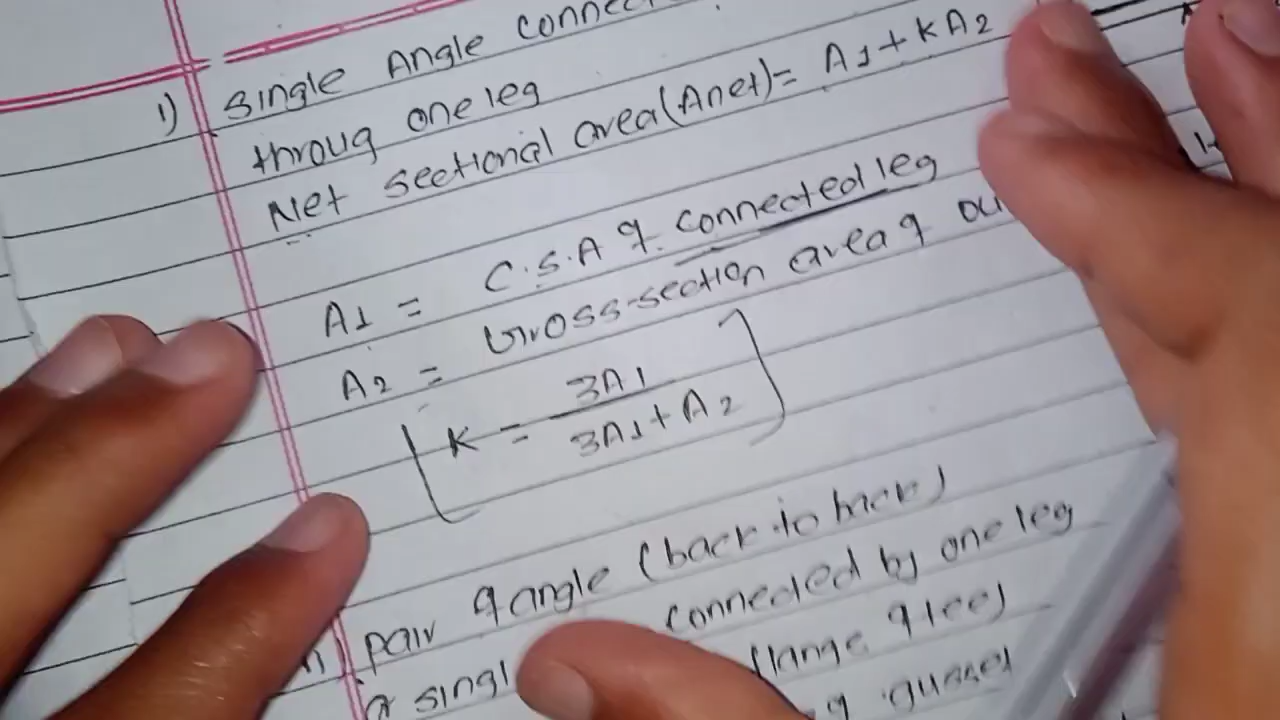 1) Single Angle connec
throug one leg
Net sectional area (Anet) = A1 + KA2
A1 = C.S.A of connected leg
A2 = Gross-section area of ou
K = 3A1 / 3A1 + A2
pair of angle (back to back)
a singl connected by one leg
flange of tee)
gusset